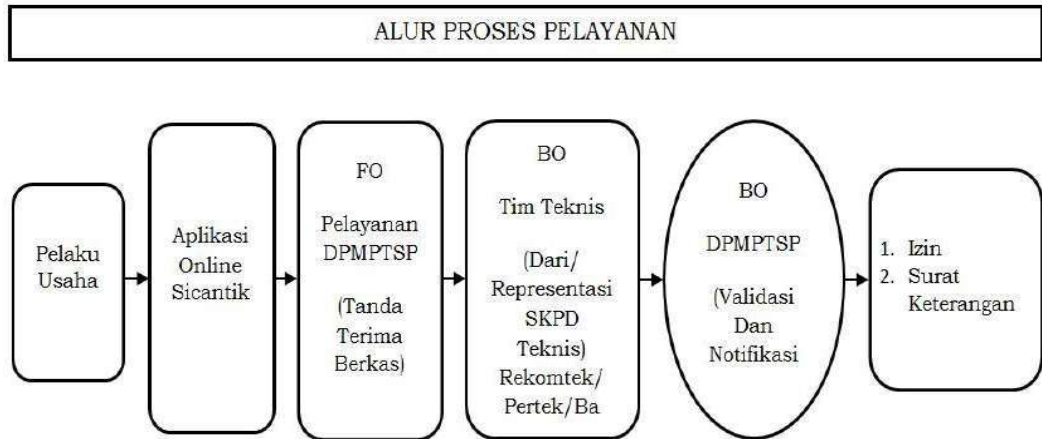 ALUR PROSES PELAYANAN
Pelaku
Usaha
Aplikasi
Online
Sicantik
FO
Pelayanan
DPMPTSP
(Tanda
Terima
Berkas)
BO
Tim Teknis
(Dari/
Representasi
SKPD
Teknis)
Rekomtek/
Pertek/Ba
BO
DPMPTSP
(Validasi
Dan
Notifikasi
1. Izin
2. Surat
Keterangan